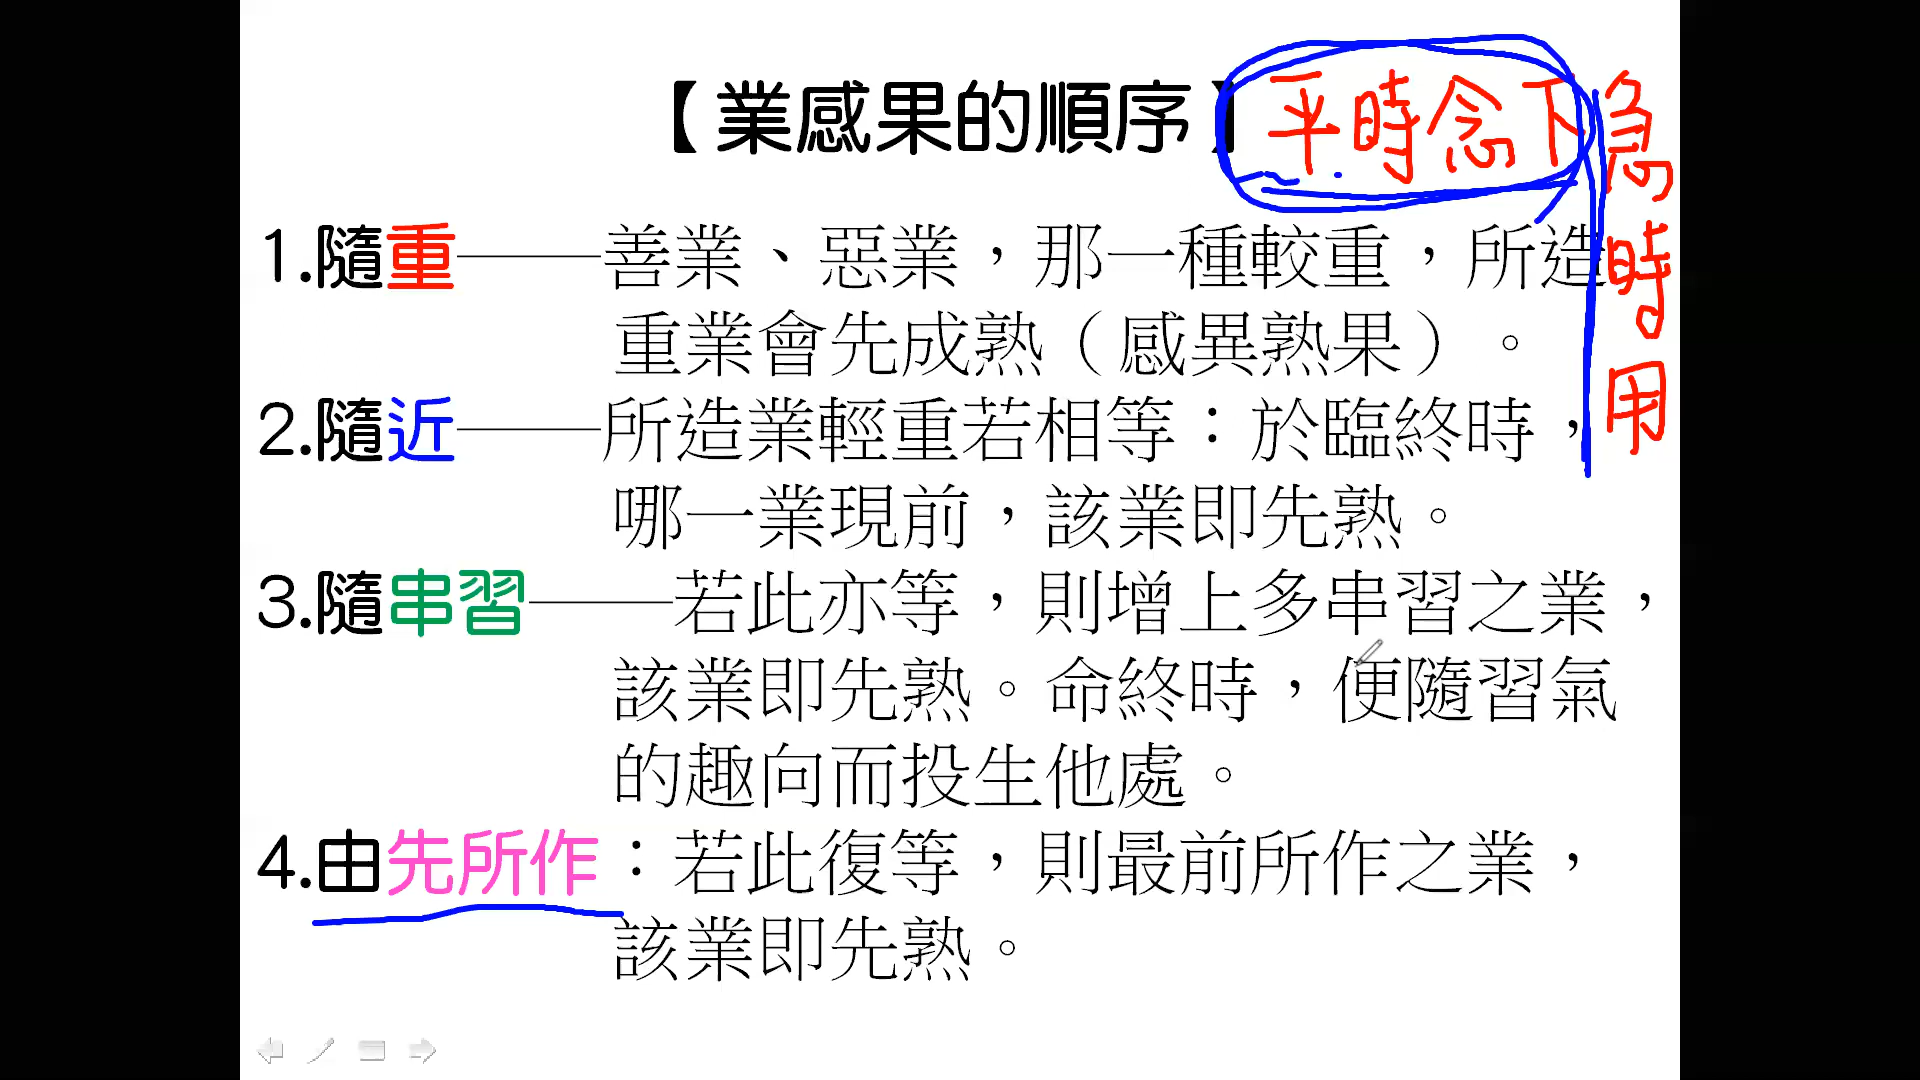 【業感果的順序】平時念下
急時用
1.隨重——善業、惡業，那一種較重，所造
重業會先成熟（感異熟果）。
2.隨近——所造業輕重若相等：於臨終時，
哪一業現前，該業即先熟。
3.隨串習——若此亦等，則增上多串習之業，
該業即先熟。命終時，便隨習氣
的趣向而投生他處。
4.由先所作：若此復等，則最前所作之業，
該業即先熟。